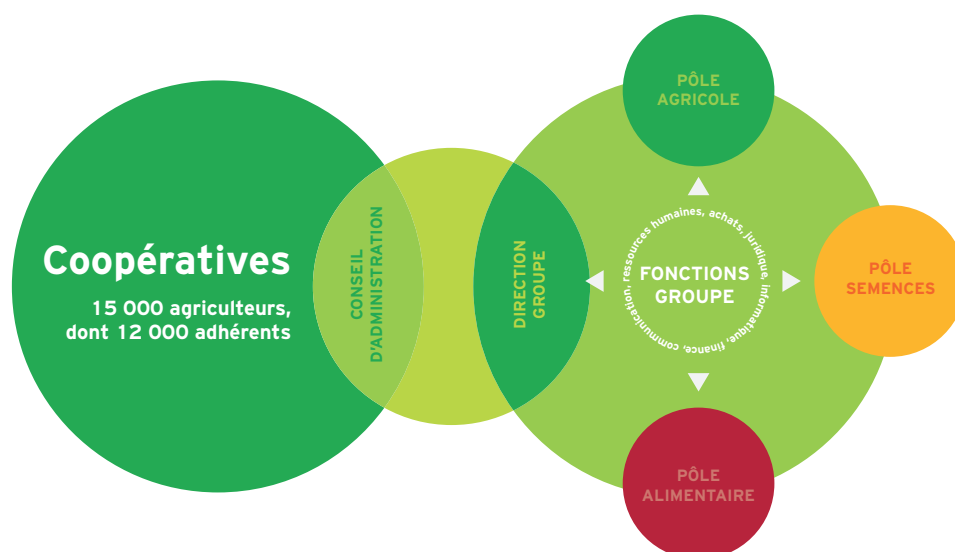 Coopératives
15 000 agriculteurs,
dont 12 000 adhérents
CONSEIL
D'ADMINISTRATION
DIRECTION
GROUPE
PÔLE
AGRICOLE
communication, ressources humaines, achats, juridique, informatique, finance,
FONCTIONS
GROUPE
PÔLE
SEMENCES
PÔLE
ALIMENTAIRE